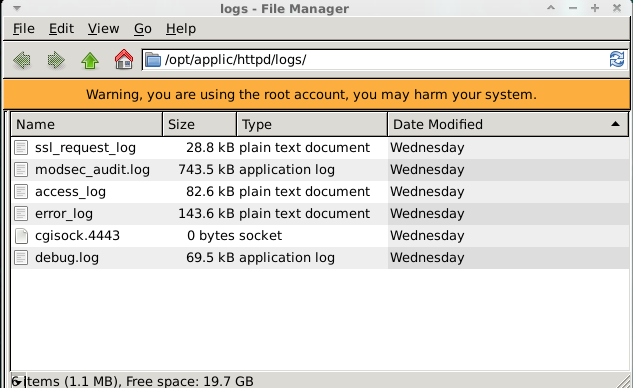 logs - File Manager
File Edit View Go Help
/opt/applic/httpd/logs/
Warning, you are using the root account, you may harm your system.
Name Size Type Date Modified
ssl_request_log 28.8 kB plain text document Wednesday
modsec_audit.log 743.5 kB application log Wednesday
access_log 82.6 kB plain text document Wednesday
error_log 143.6 kB plain text document Wednesday
cgisock.4443 0 bytes socket Wednesday
debug.log 69.5 kB application log Wednesday
6 items (1.1 MB), Free space: 19.7 GB